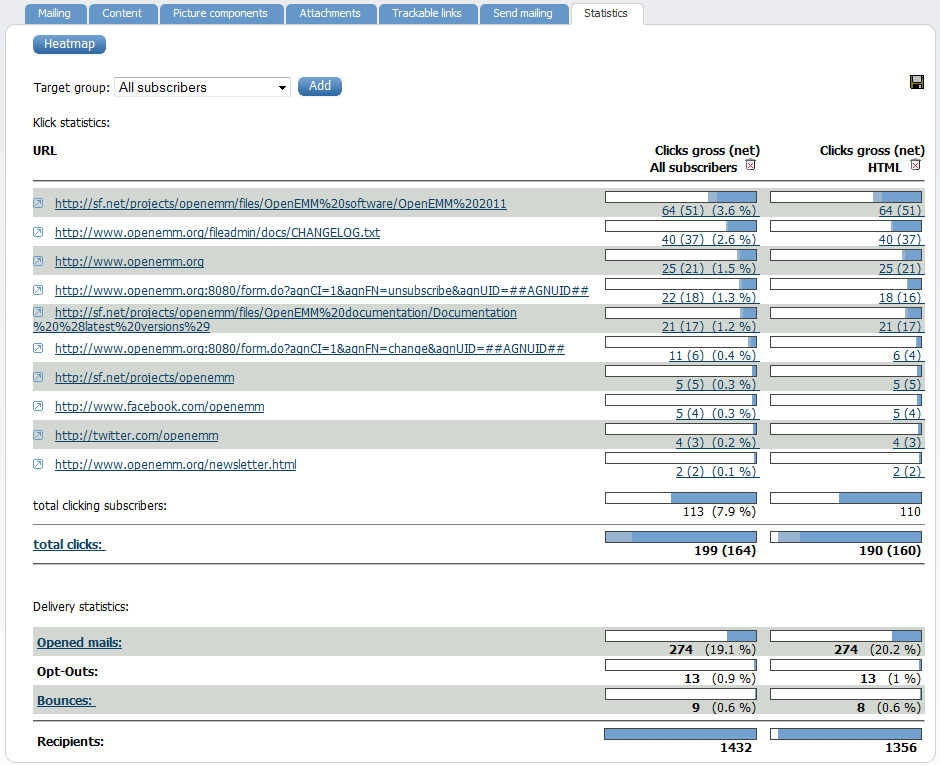 Mailing Content Picture components Attachments Trackable links Send mailing Statistics
Heatmap
Target group: All subscribers Add
Klick statistics:
URL Clicks gross (net) Clicks gross (net)
All subscribers HTML
http://sf.net/projects/openemm/files/OpenEMM%20software/OpenEMM%202011 64 (51) (3.6 %) 64 (51)
http://www.openemm.org/fileadmin/docs/CHANGELOG.txt 40 (37) (2.6 %) 40 (37)
http://www.openemm.org 25 (21) (1.5 %) 25 (21)
http://www.openemm.org:8080/form.do?agnCI=1&agnFN=unsubscribe&agnUID=##AGNUID## 22 (18) (1.3 %) 18 (16)
http://sf.net/projects/openemm/files/OpenEMM%20documentation/Documentation
%20%28latest%20versions%29 21 (17) (1.2 %) 21 (17)
http://www.openemm.org:8080/form.do?agnCI=1&agnFN=change&agnUID=##AGNUID## 11 (6) (0.4 %) 6 (4)
http://sf.net/projects/openemm 5 (5) (0.3 %) 5 (5)
http://www.facebook.com/openemm 5 (4) (0.3 %) 5 (4)
http://twitter.com/openemm 4 (3) (0.2 %) 4 (3)
http://www.openemm.org/newsletter.html 2 (2) (0.1 %) 2 (2)
total clicking subscribers: 113 (7.9 %) 110
total clicks: 199 (164) 190 (160)
Delivery statistics:
Opened mails: 274 (19.1 %) 274 (20.2 %)
Opt-Outs: 13 (0.9 %) 13 (1 %)
Bounces: 9 (0.6 %) 8 (0.6 %)
Recipients: 1432 1356